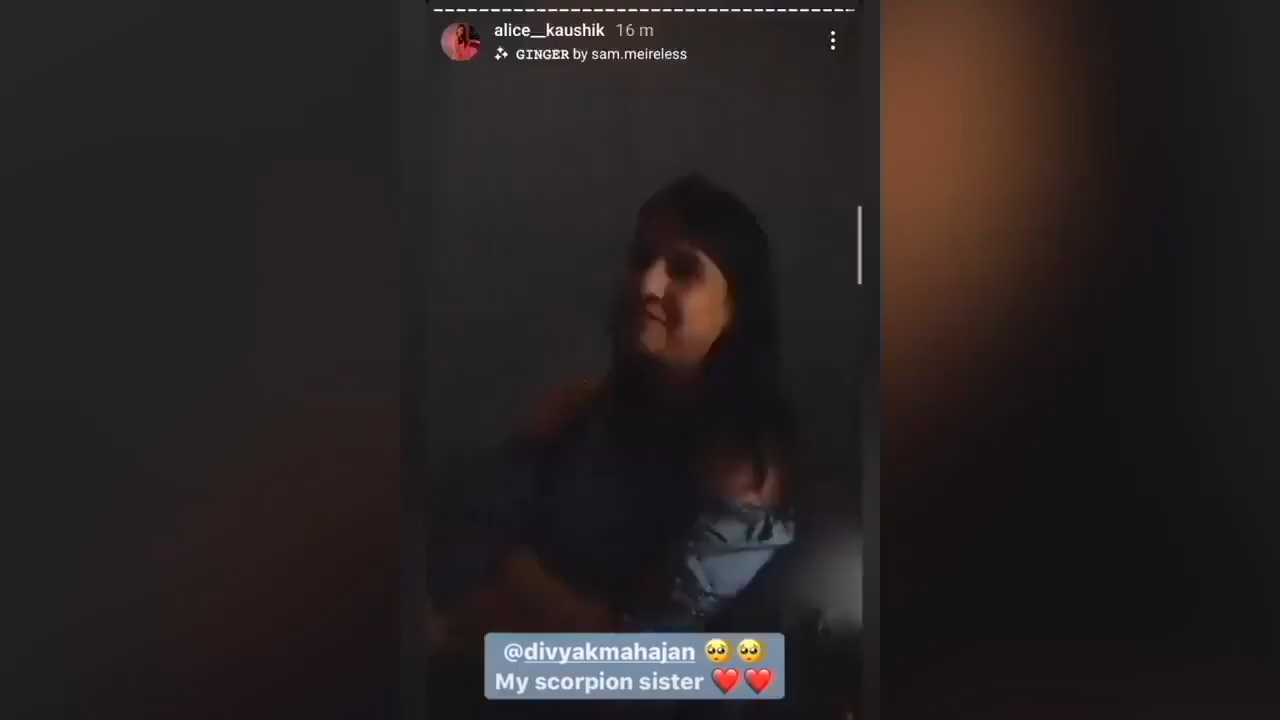 alice__kaushik 16 m
GINGER by sam.meireless
@divyakmahajan 🥺🥺
My scorpion sister ❤️❤️